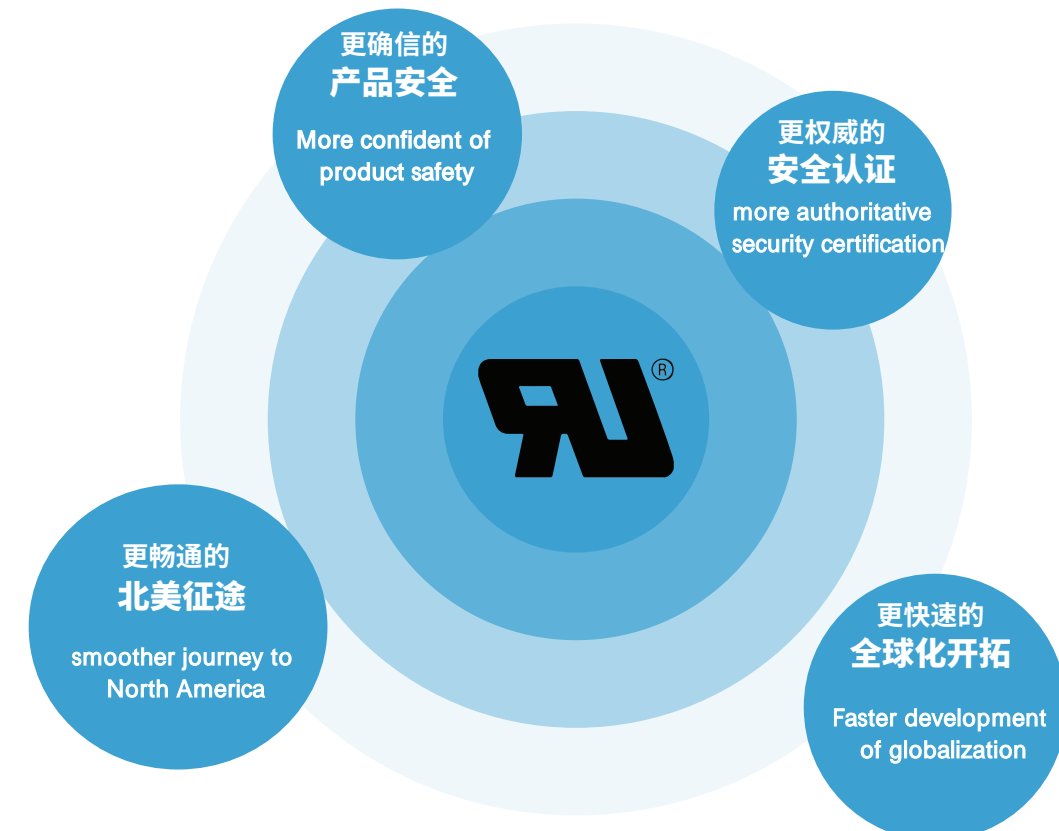 更确信的
产品安全
More confident of
product safety
更权威的
安全认证
more authoritative
security certification
RU®
更畅通的
北美征途
smoother journey to
North America
更快速的
全球化开拓
Faster development
of globalization